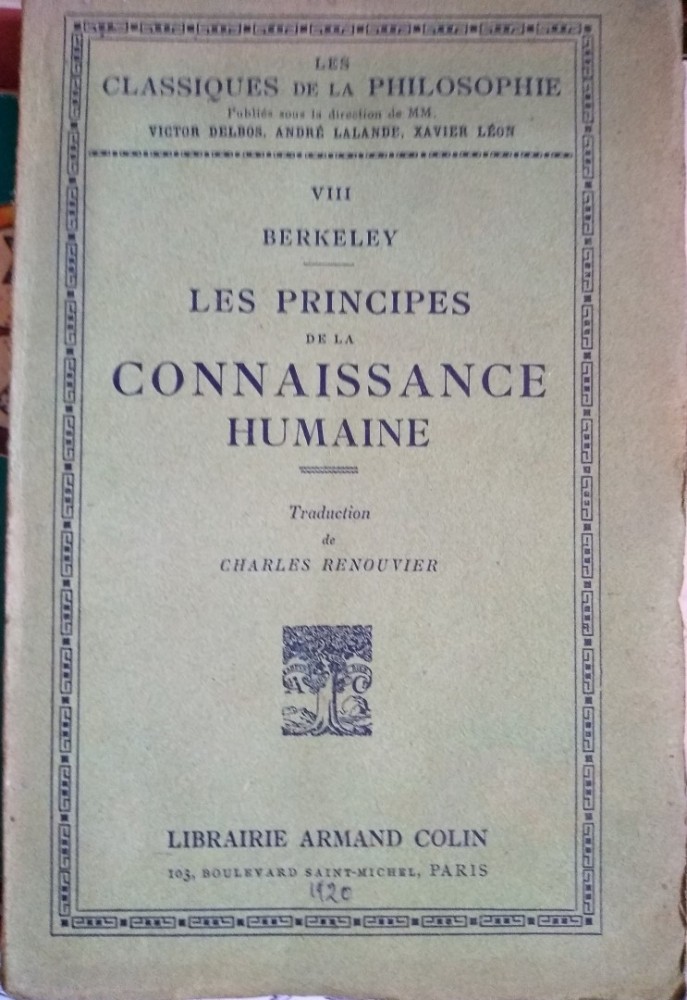 LES
CLASSIQUES DE LA PHILOSOPHIE
Publiés sous la direction de MM.
VICTOR DELBOS, ANDRÉ LALANDE, XAVIER LÉON
VIII
BERKELEY
LES PRINCIPES
DE LA
CONNAISSANCE
HUMAINE
Traduction
de
CHARLES RENOUVIER
A C
LIBRAIRIE ARMAND COLIN
103, BOULEVARD SAINT-MICHEL, PARIS
1920